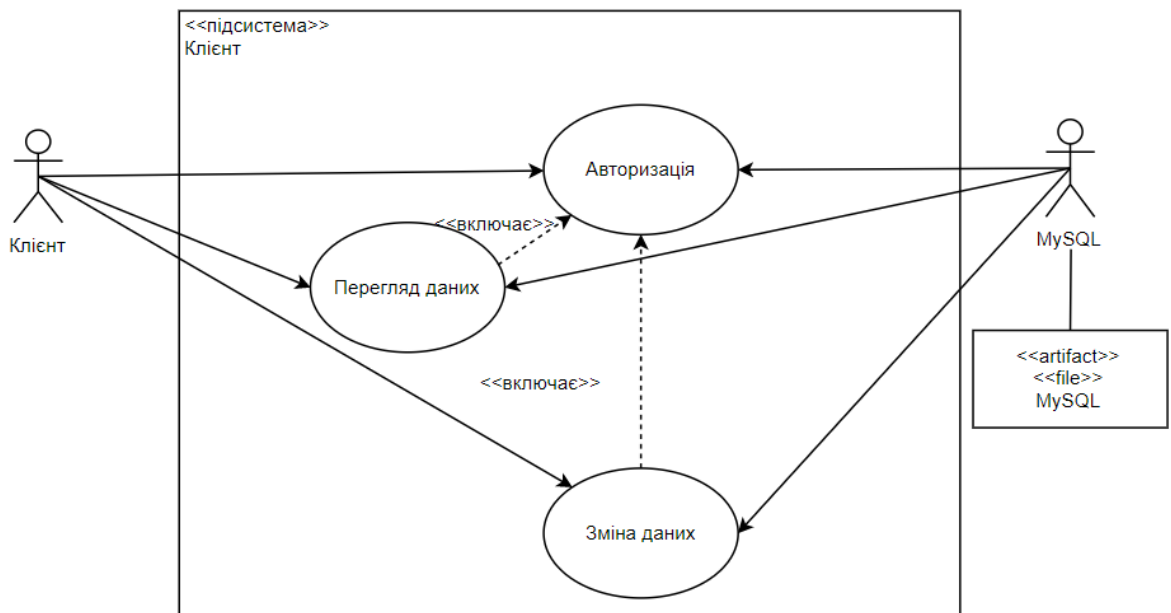 <<підсистема>>
Клієнт
Авторизація
<<включає>>
Клієнт
MySQL
Перегляд даних
<<artifact>>
<<file>>
MySQL
<<включає>>
Зміна даних